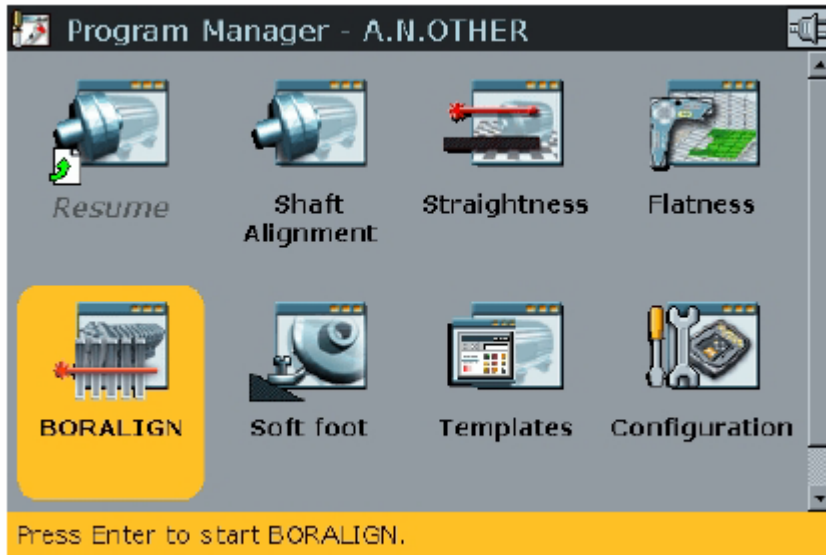 Program Manager - A.N.OTHER
Resume
Shaft
Alignment
Straightness
Flatness
BORALIGN
Soft foot
Templates
Configuration
Press Enter to start BORALIGN.